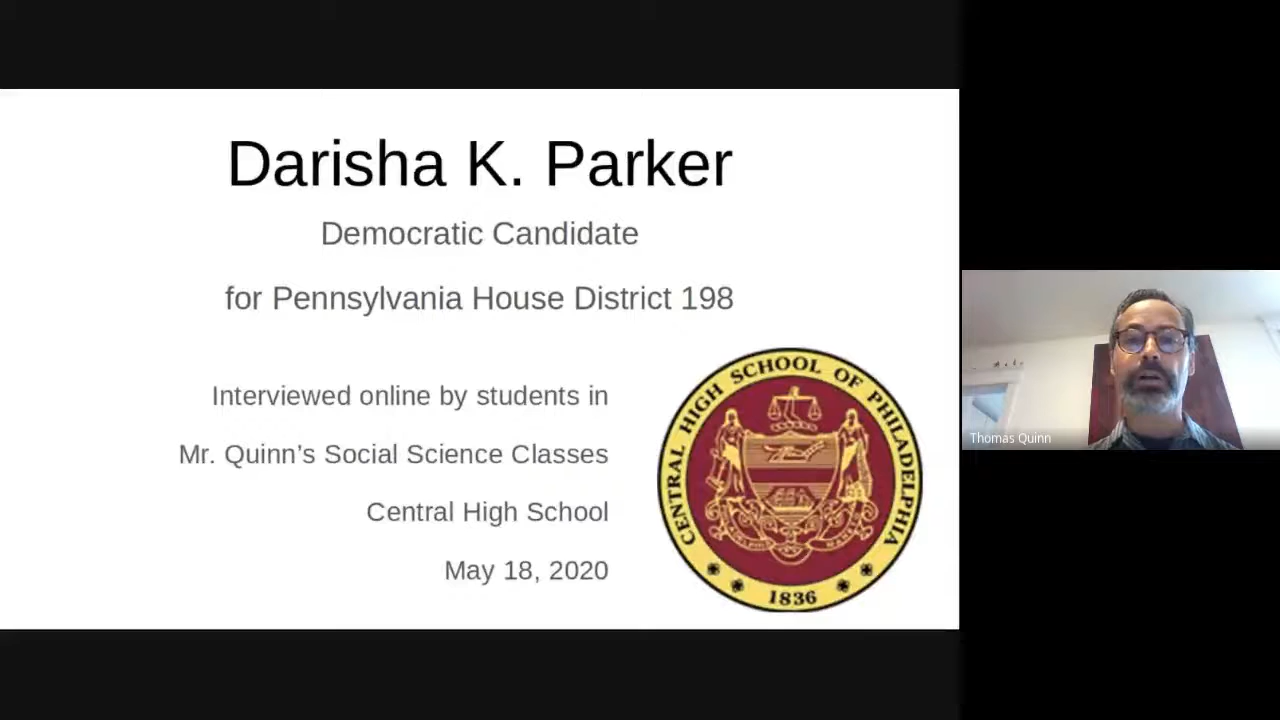 Darisha K. Parker
Democratic Candidate
for Pennsylvania House District 198
Interviewed online by students in
Mr. Quinn's Social Science Classes
Central High School
May 18, 2020
CENTRAL HIGH SCHOOL OF PHILADELPHIA
1836
Thomas Quinn